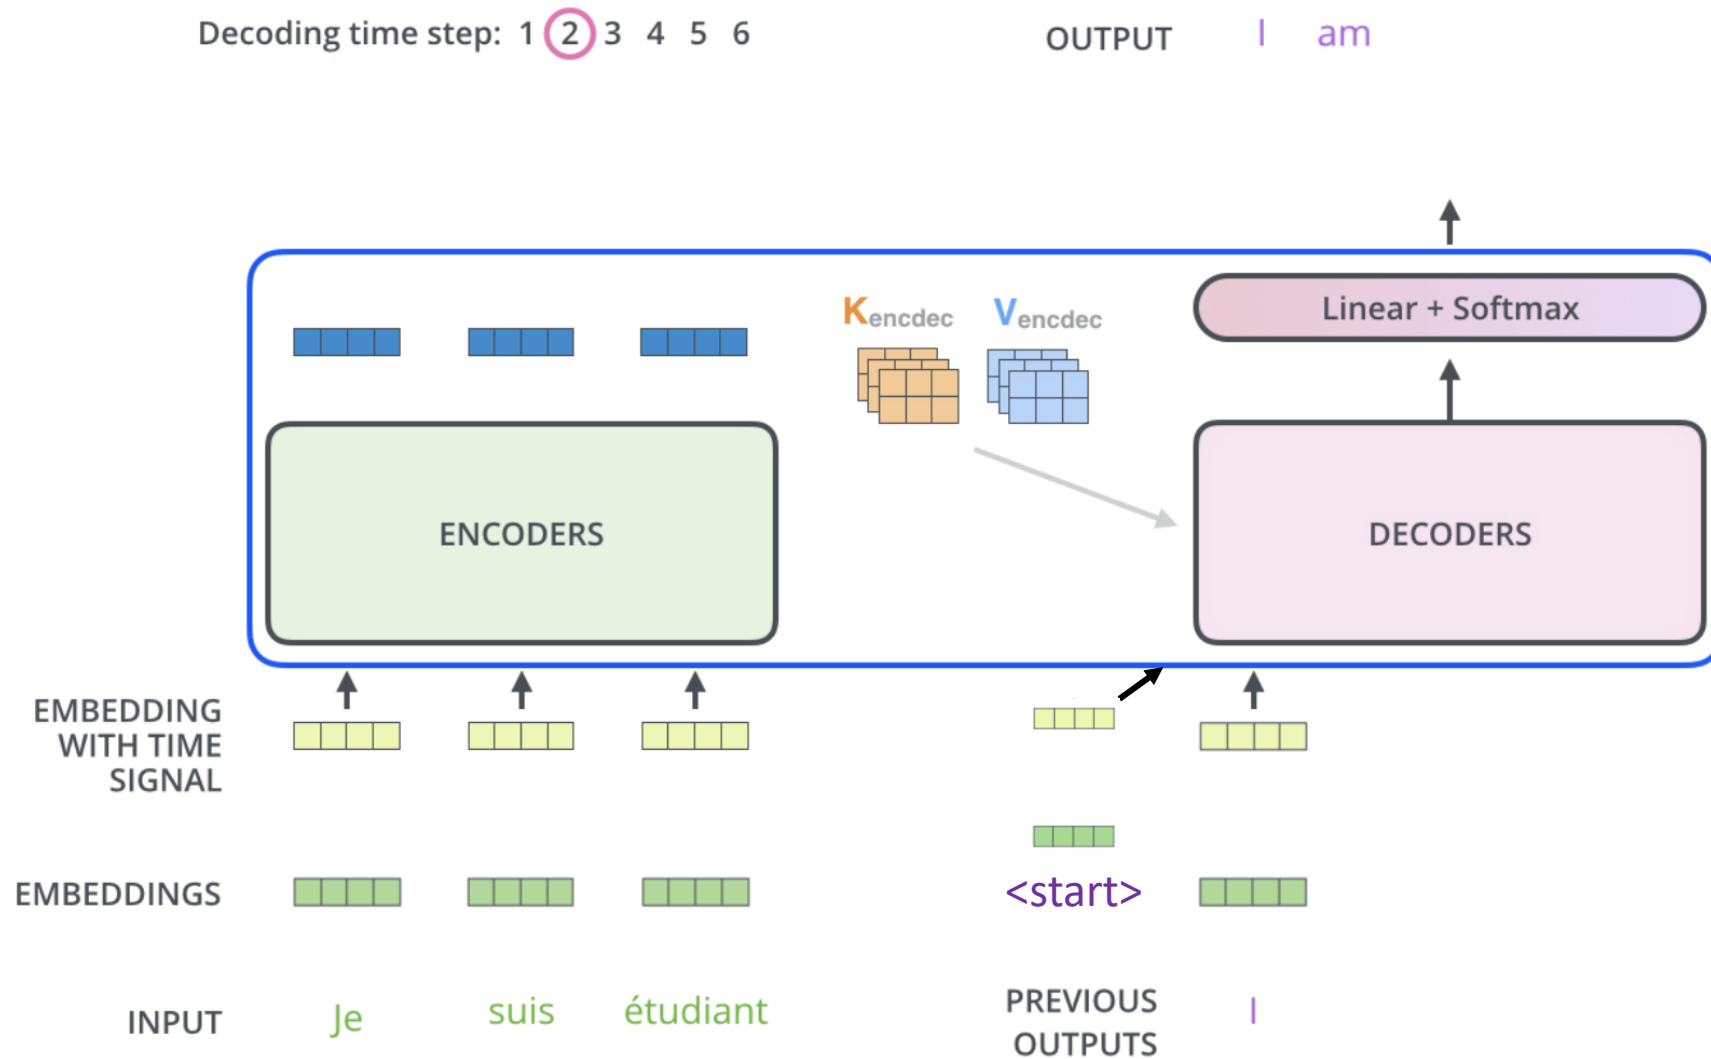 Decoding time step: 1 2 3 4 5 6
OUTPUT I am
Kencdec Vencdec
Linear + Softmax
ENCODERS
DECODERS
EMBEDDING
WITH TIME
SIGNAL
EMBEDDINGS
<start>
INPUT Je suis étudiant
PREVIOUS
OUTPUTS
I